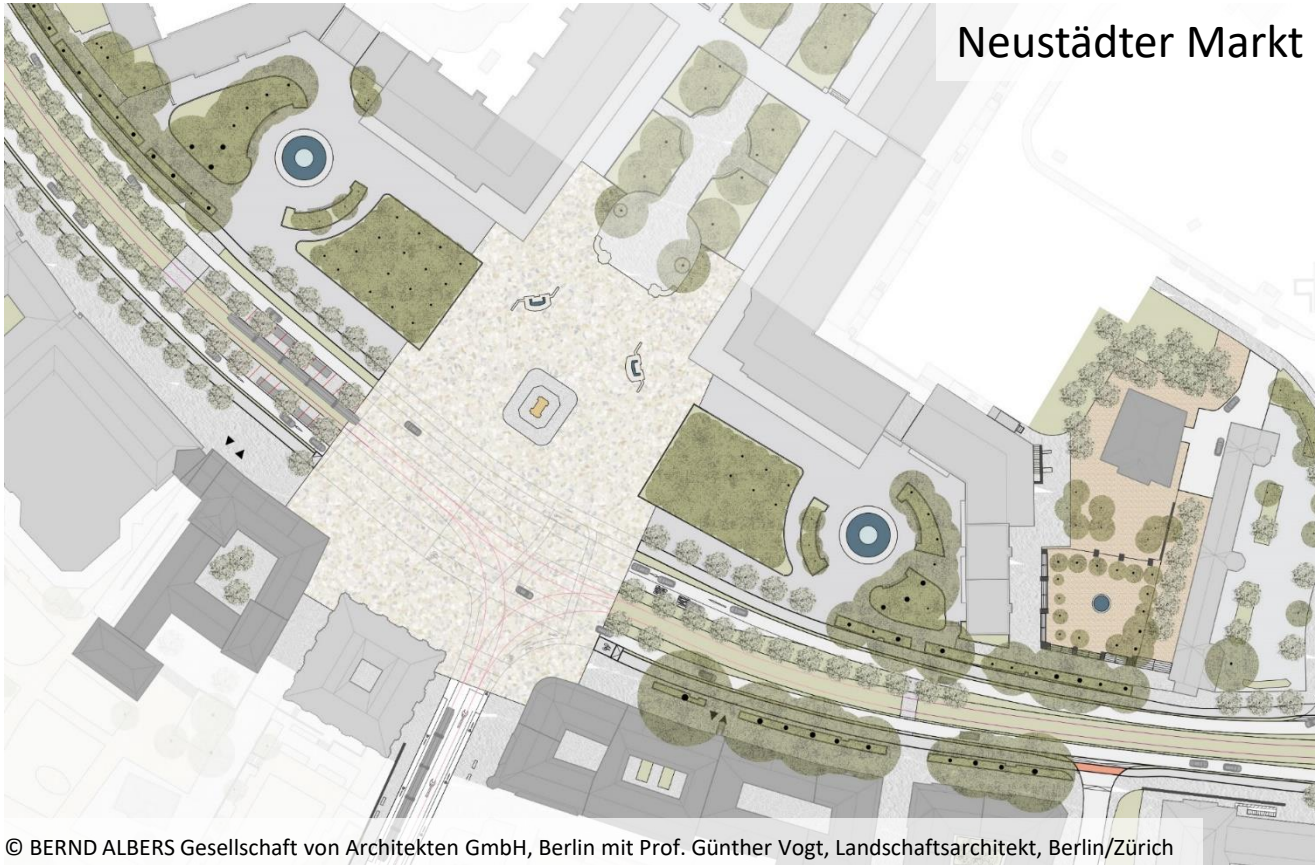 Neustädter Markt
© BERND ALBERS Gesellschaft von Architekten GmbH, Berlin mit Prof. Günther Vogt, Landschaftsarchitekt, Berlin/Zürich